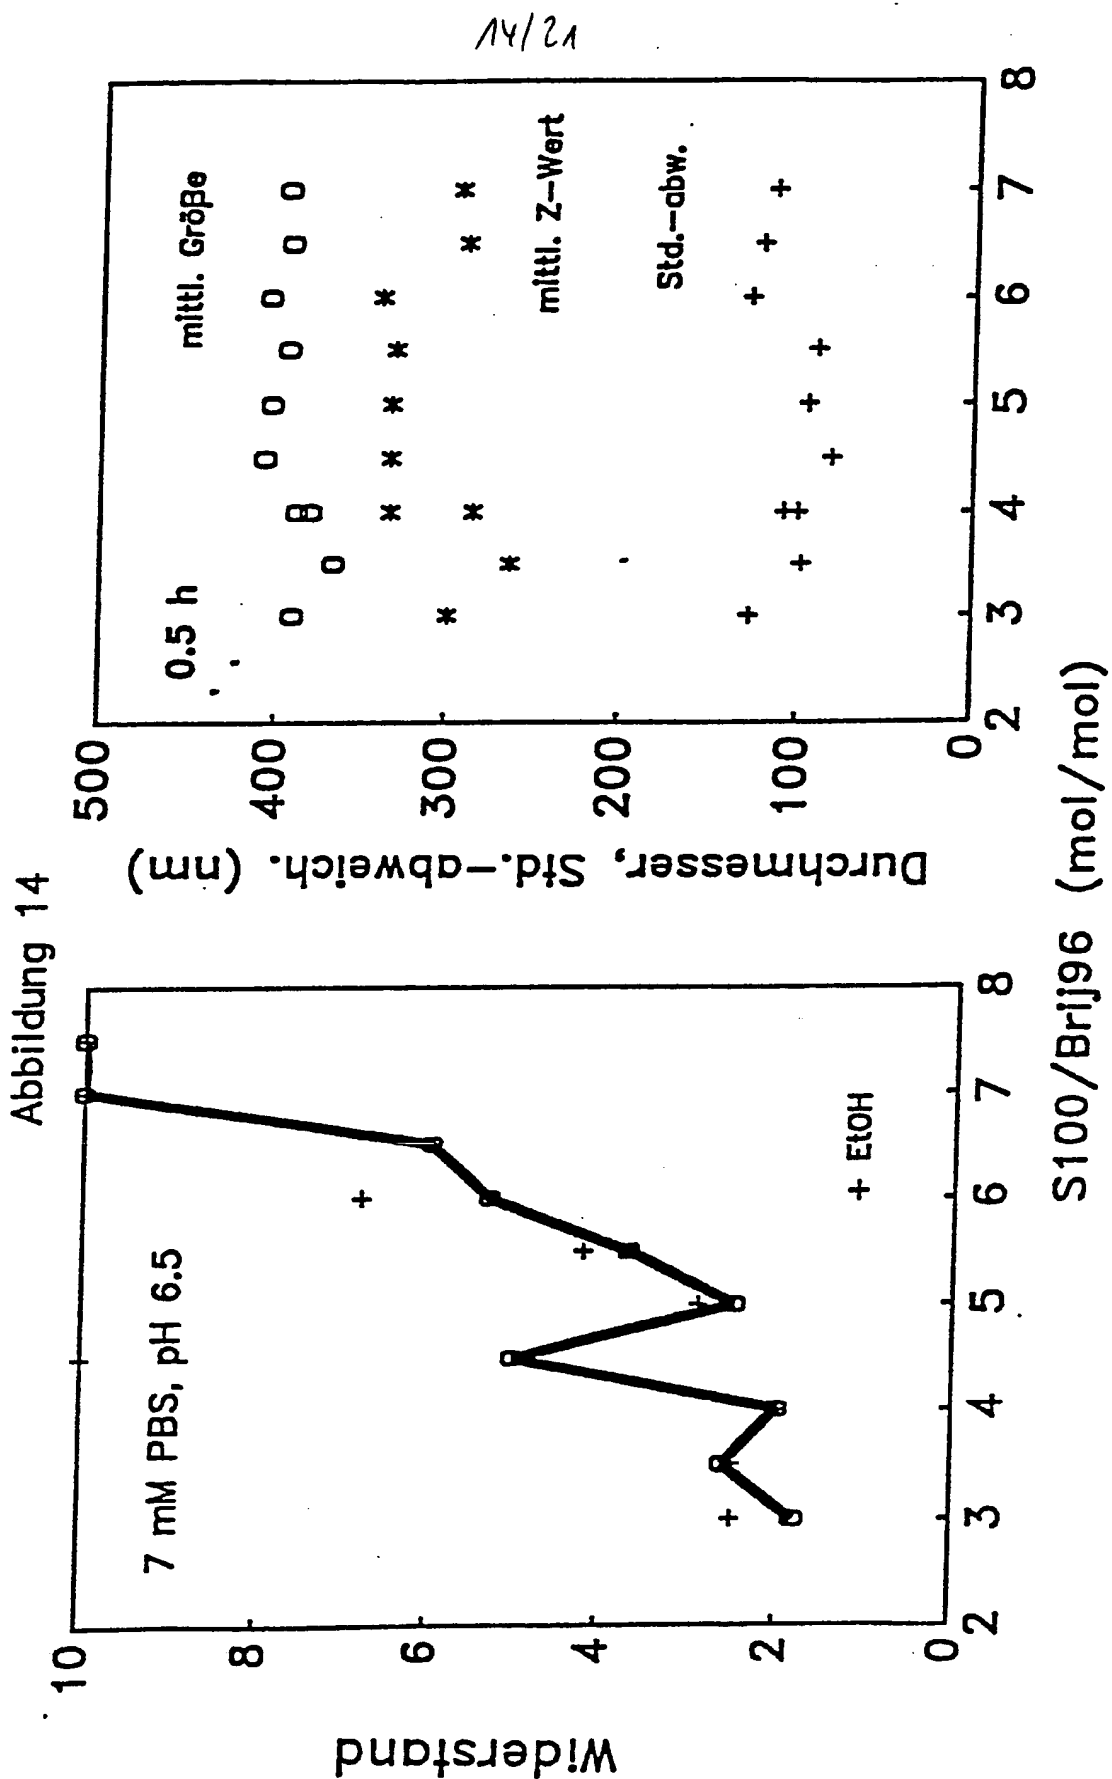 14/21
Abbildung 14
Widerstand
10
8
6
4
2
0
7 mM PBS, pH 6.5
+ EtOH
2 3 4 5 6 7 8
Durchmesser, Std.-abweich. (nm)
500
400
300
200
100
0
0.5 h
mittl. Größe
mittl. Z-Wert
Std.-abw.
2 3 4 5 6 7 8
S100/Brij96 (mol/mol)